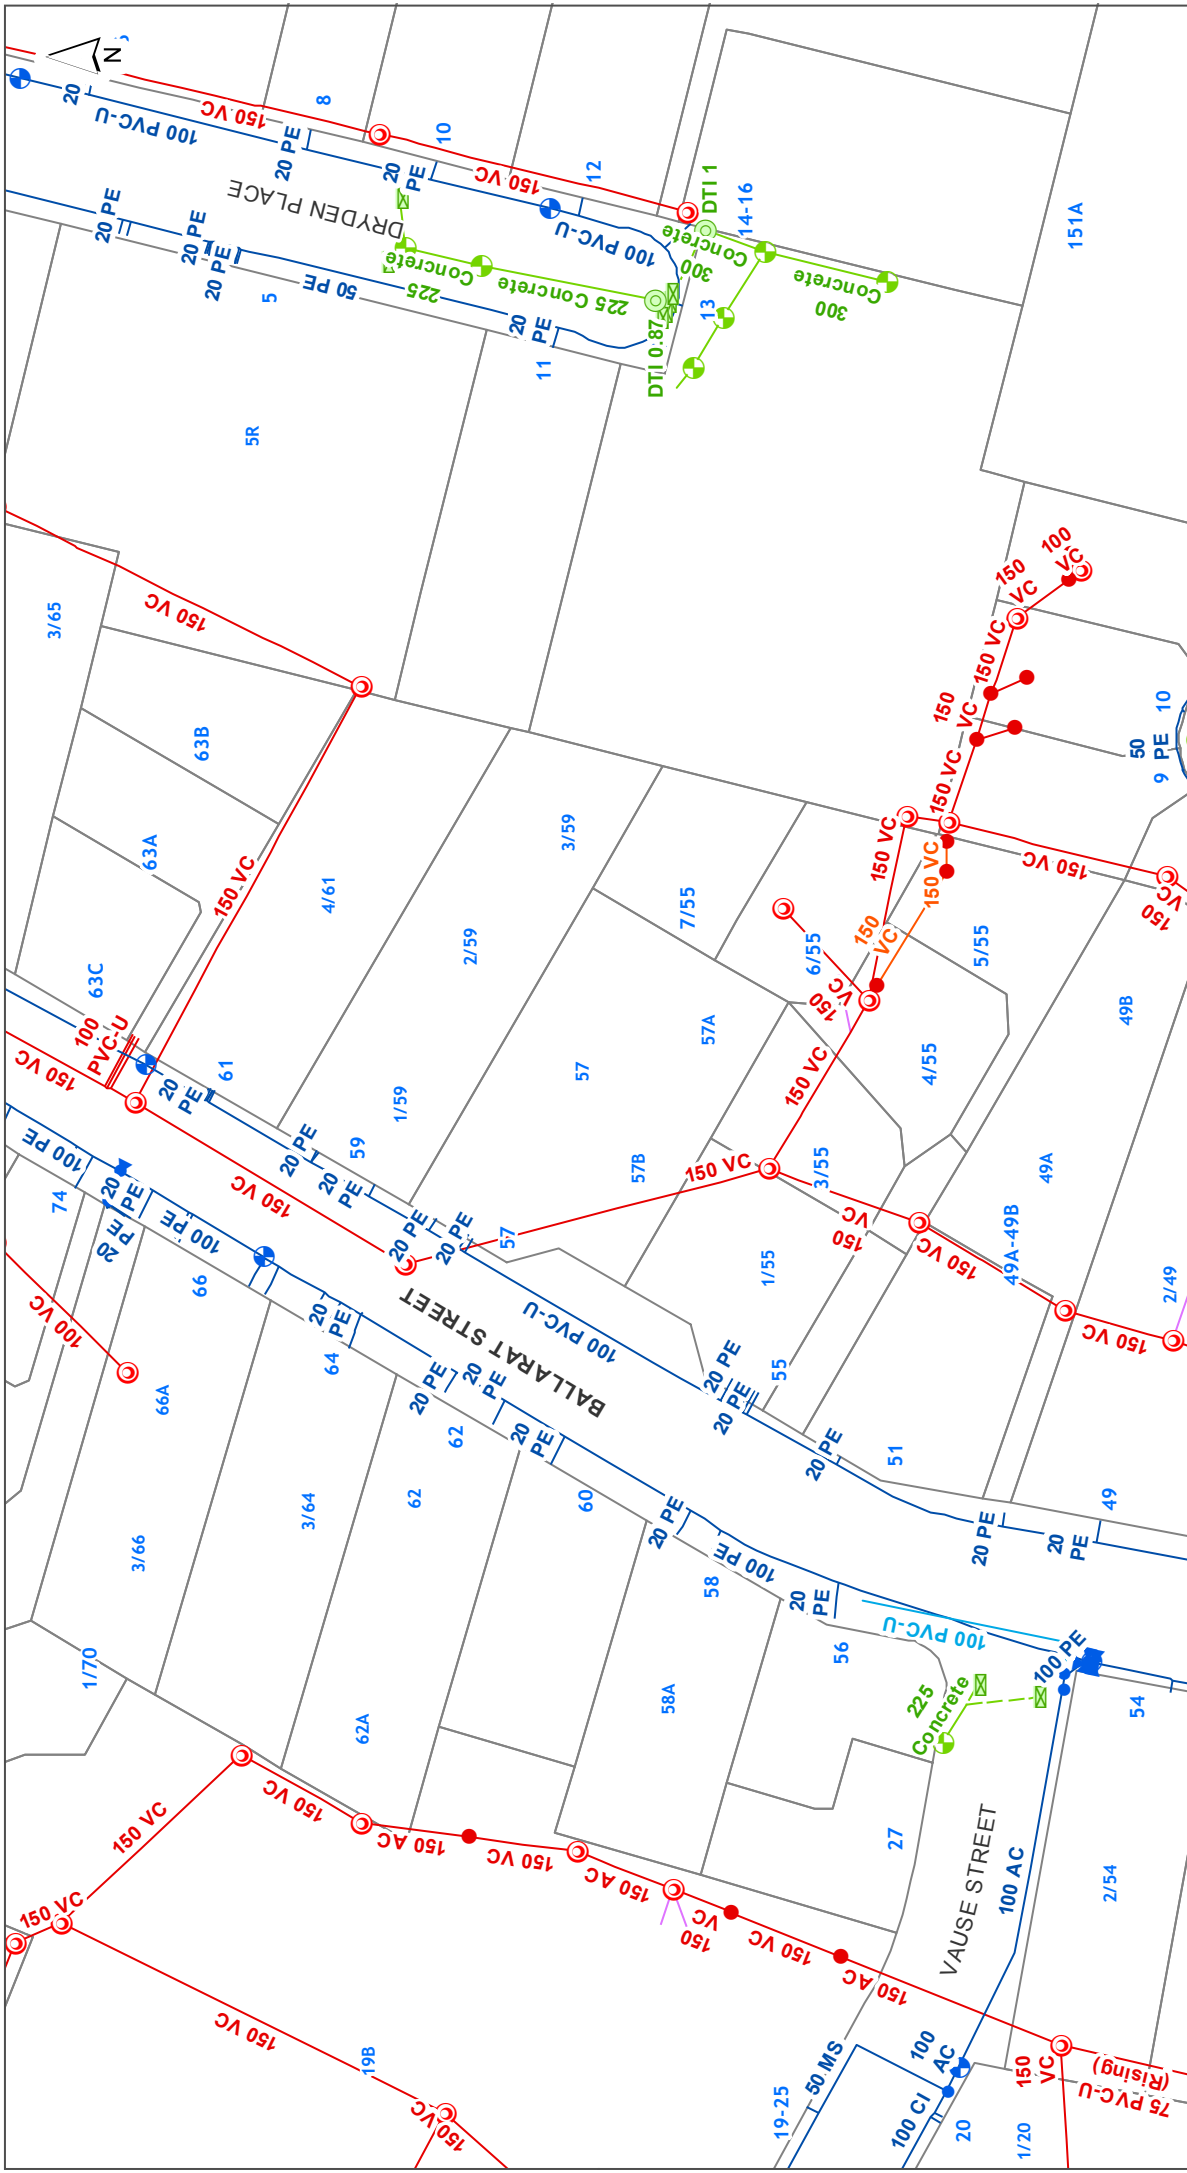 N
20
100 PVC-U
150 VC
8
20 PE
10
20
PE
150 VC
12
DRYDEN PLACE
20 PE
20 PE
20 PE
5
50 PE
225
Concrete
225 Concrete
100 PVC-U
Concrete
300
DTI 1
14-16
Concrete
300
13
DTI 0.87
20
PE
11
5R
151A
3/65
150 VC
63B
63A
63C
150 VC
4/61
2/59
3/59
7/55
6/55
5/55
4/55
150 VC
150
VC
150 VC
150 VC
150
VC
150 VC
150
VC
100
VC
10
50
9 PE
150 VC
VC
150
49B
150
VC
150 VC
57A
57
57B
150 VC
3/55
VC
150
1/55
150 VC
49A
49A-49B
150 VC
2/49
100
PVC-U
150 VC
20
PE
61
1/59
59
20 PE
20
PE
150 VC
20 PE
20 PE
57
100 PVC-U
BALLARAT STREET
100 PE
74
20
PE
20
PE
100 PE
66
20
PE
64
20 PE
20
PE
62
20
PE
60
20 PE
100 PE
58
20
PE
56
100 PVC-U
20 PE
20
PE
55
20 PE
51
20 PE
20
PE
49
100 VC
66A
3/66
3/64
62
62A
58A
1/70
150 VC
150 VC
150 VC
150 AC
150 VC
150 AC
VC
150
150 VC
150 AC
225
Concrete
100 PE
54
27
VAUSE STREET
100 AC
2/54
150 VC
19B
150 VC
19-25
50 MS
100
AC
100 CI
20
1/20
150
VC
75 PVC-U
(Rising)